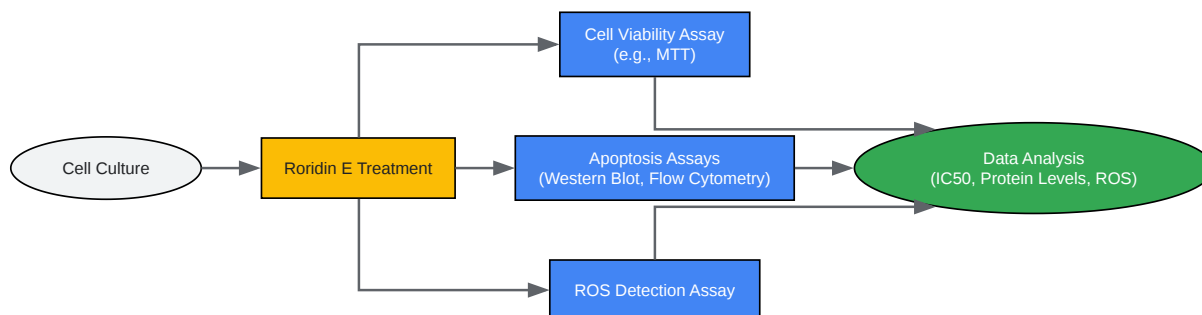 Cell Viability Assay
(e.g., MTT)
Cell Culture
Roridin E Treatment
Apoptosis Assays
(Western Blot, Flow Cytometry)
Data Analysis
(IC50, Protein Levels, ROS)
ROS Detection Assay